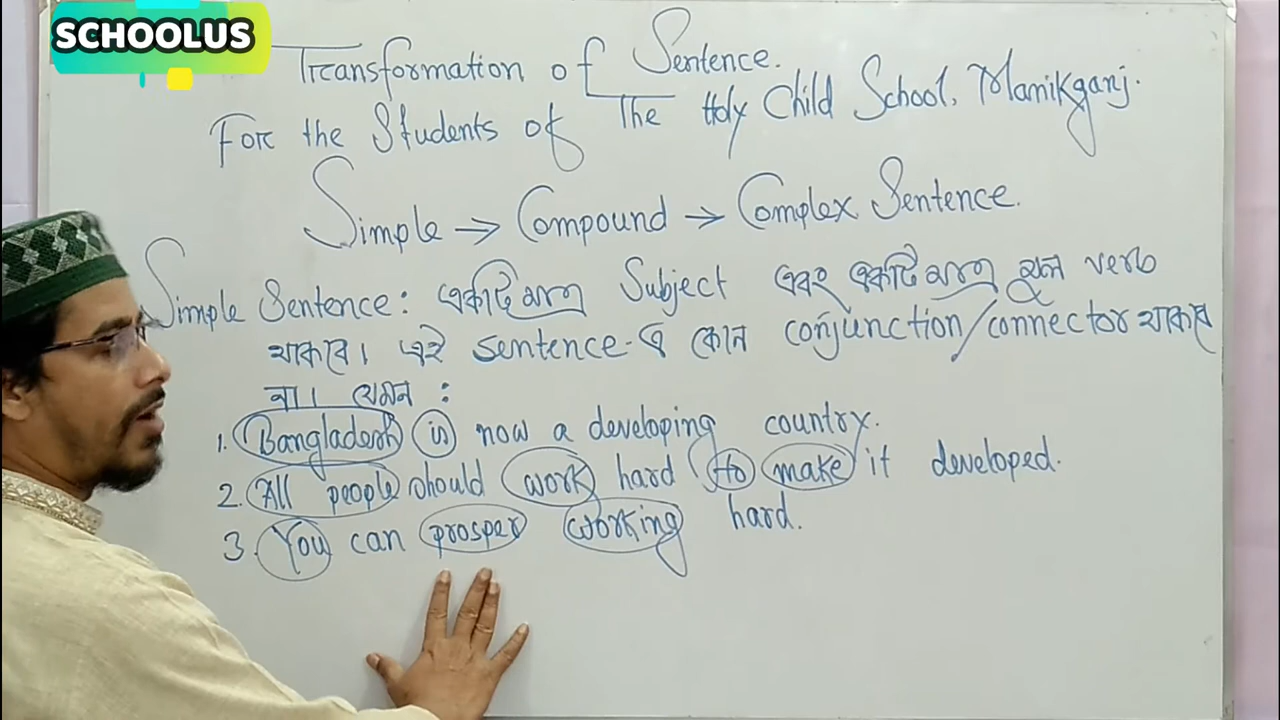 SCHOOLUS
Transformation of Sentence.
For the Students of The Holy Child School, Manikganj.
Simple → Compound → Complex Sentence.
Simple Sentence: একটি মাত্র Subject এবং একটি মাত্র মূল verb
থাকবে। এই sentence-এ কোন conjunction/connector থাকবে
না। যেমন :
1. Bangladesh is now a developing country.
2. All people should work hard to make it developed.
3. You can prosper working hard.